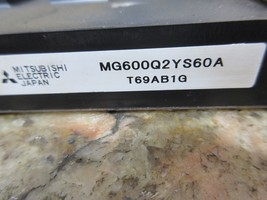 MITSUBISHI
ELECTRIC
JAPAN
MG600Q2YS60A
T69AB1G